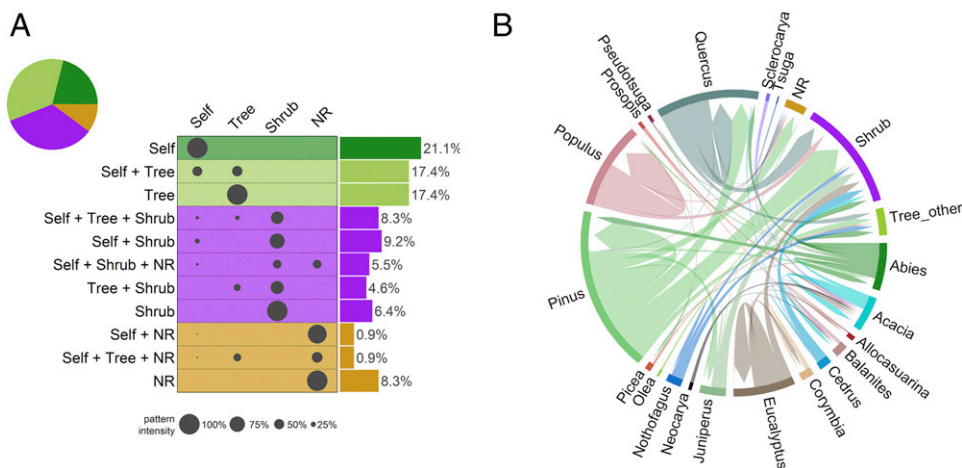 A
Self Tree Shrub NR
Self 21.1%
Self + Tree 17.4%
Tree 17.4%
Self + Tree + Shrub 8.3%
Self + Shrub 9.2%
Self + Shrub + NR 5.5%
Tree + Shrub 4.6%
Shrub 6.4%
Self + NR 0.9%
Self + Tree + NR 0.9%
NR 8.3%
pattern
intensity 100% 75% 50% 25%
B
Quercus
Sclerocarya
Tsuga
NR
Shrub
Tree_other
Abies
Acacia
Allocasuarina
Balanites
Cedrus
Corymbia
Eucalyptus
Juniperus
Neocarya
Nothofagus
Olea
Picea
Pinus
Populus
Prosopis
Pseudotsuga